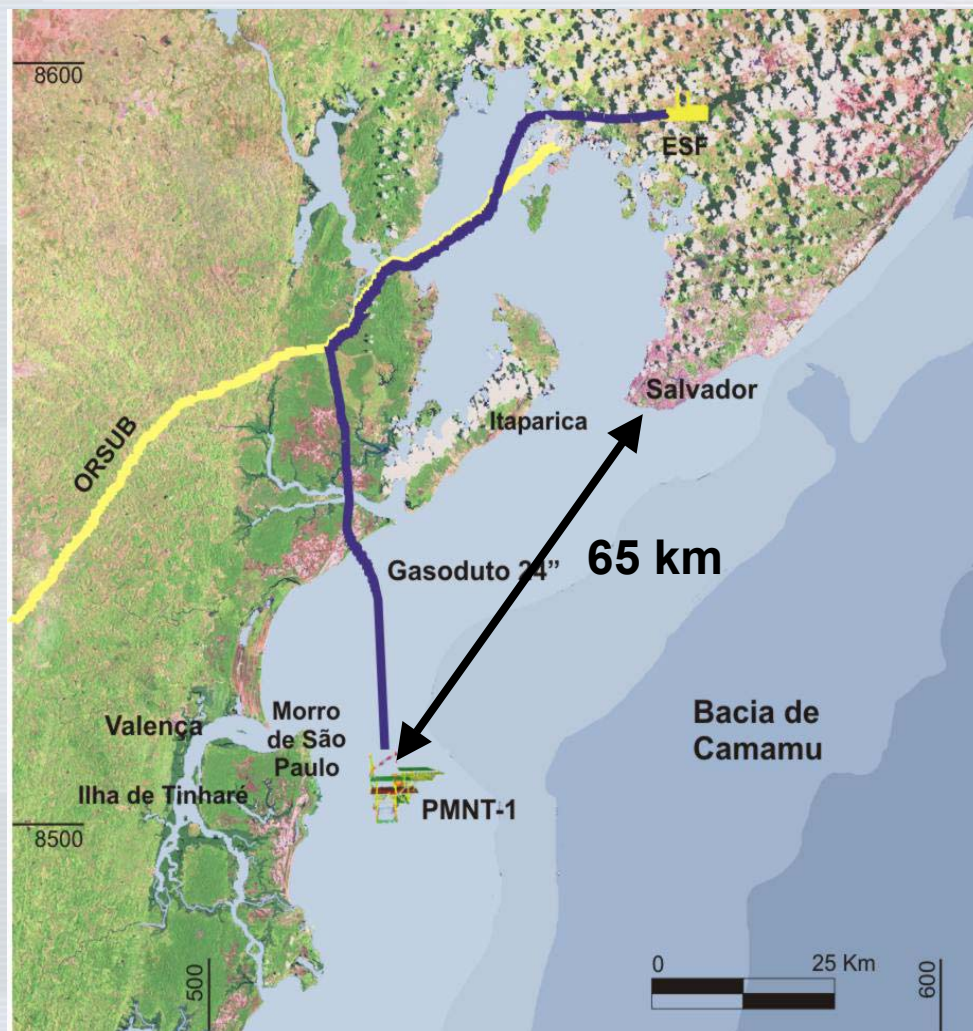 8600
ESF
ORSUB
Salvador
Itaparica
Gasoduto 24”
65 km
Valença
Morro
de São
Paulo
Ilha de Tinharé
PMNT-1
Bacia de
Camamu
8500
500
0 25 Km
600